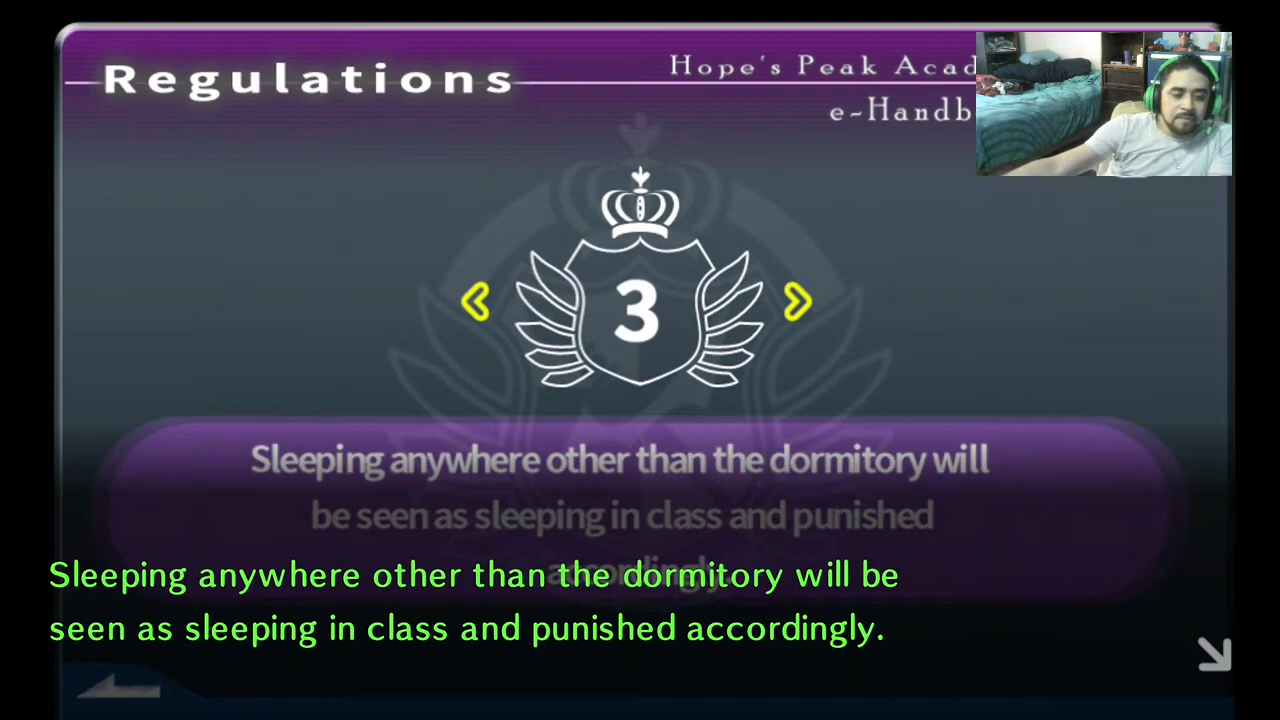 Regulations
Hope's Peak Acad
e-Handb
3
Sleeping anywhere other than the dormitory will
be seen as sleeping in class and punished
accordingly.
Sleeping anywhere other than the dormitory will be
seen as sleeping in class and punished accordingly.